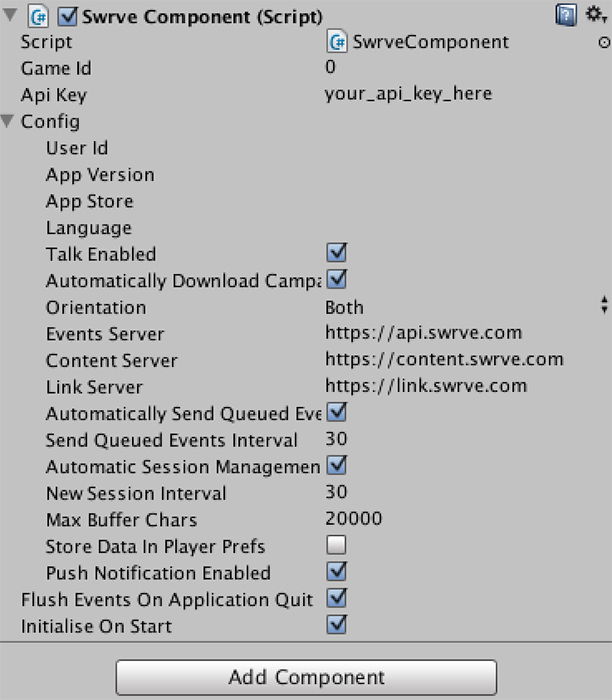 Swrve Component (Script)
Script SwrveComponent
Game Id 0
Api Key your_api_key_here
Config
User Id
App Version
App Store
Language
Talk Enabled
Automatically Download Campa
Orientation Both
Events Server https://api.swrve.com
Content Server https://content.swrve.com
Link Server https://link.swrve.com
Automatically Send Queued Eve
Send Queued Events Interval 30
Automatic Session Managemen
New Session Interval 30
Max Buffer Chars 20000
Store Data In Player Prefs
Push Notification Enabled
Flush Events On Application Quit
Initialise On Start
Add Component